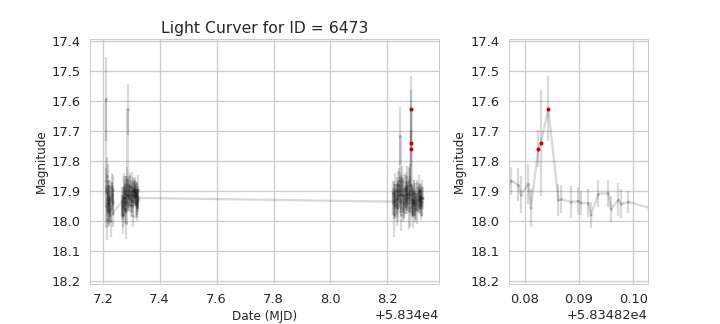 Light Curver for ID = 6473
Magnitude
17.4
17.5
17.6
17.7
17.8
17.9
18.0
18.1
18.2
7.2 7.4 7.6 7.8 8.0 8.2
Date (MJD)
+5.834e4
Magnitude
17.4
17.5
17.6
17.7
17.8
17.9
18.0
18.1
18.2
0.08 0.09 0.10
+5.83482e4